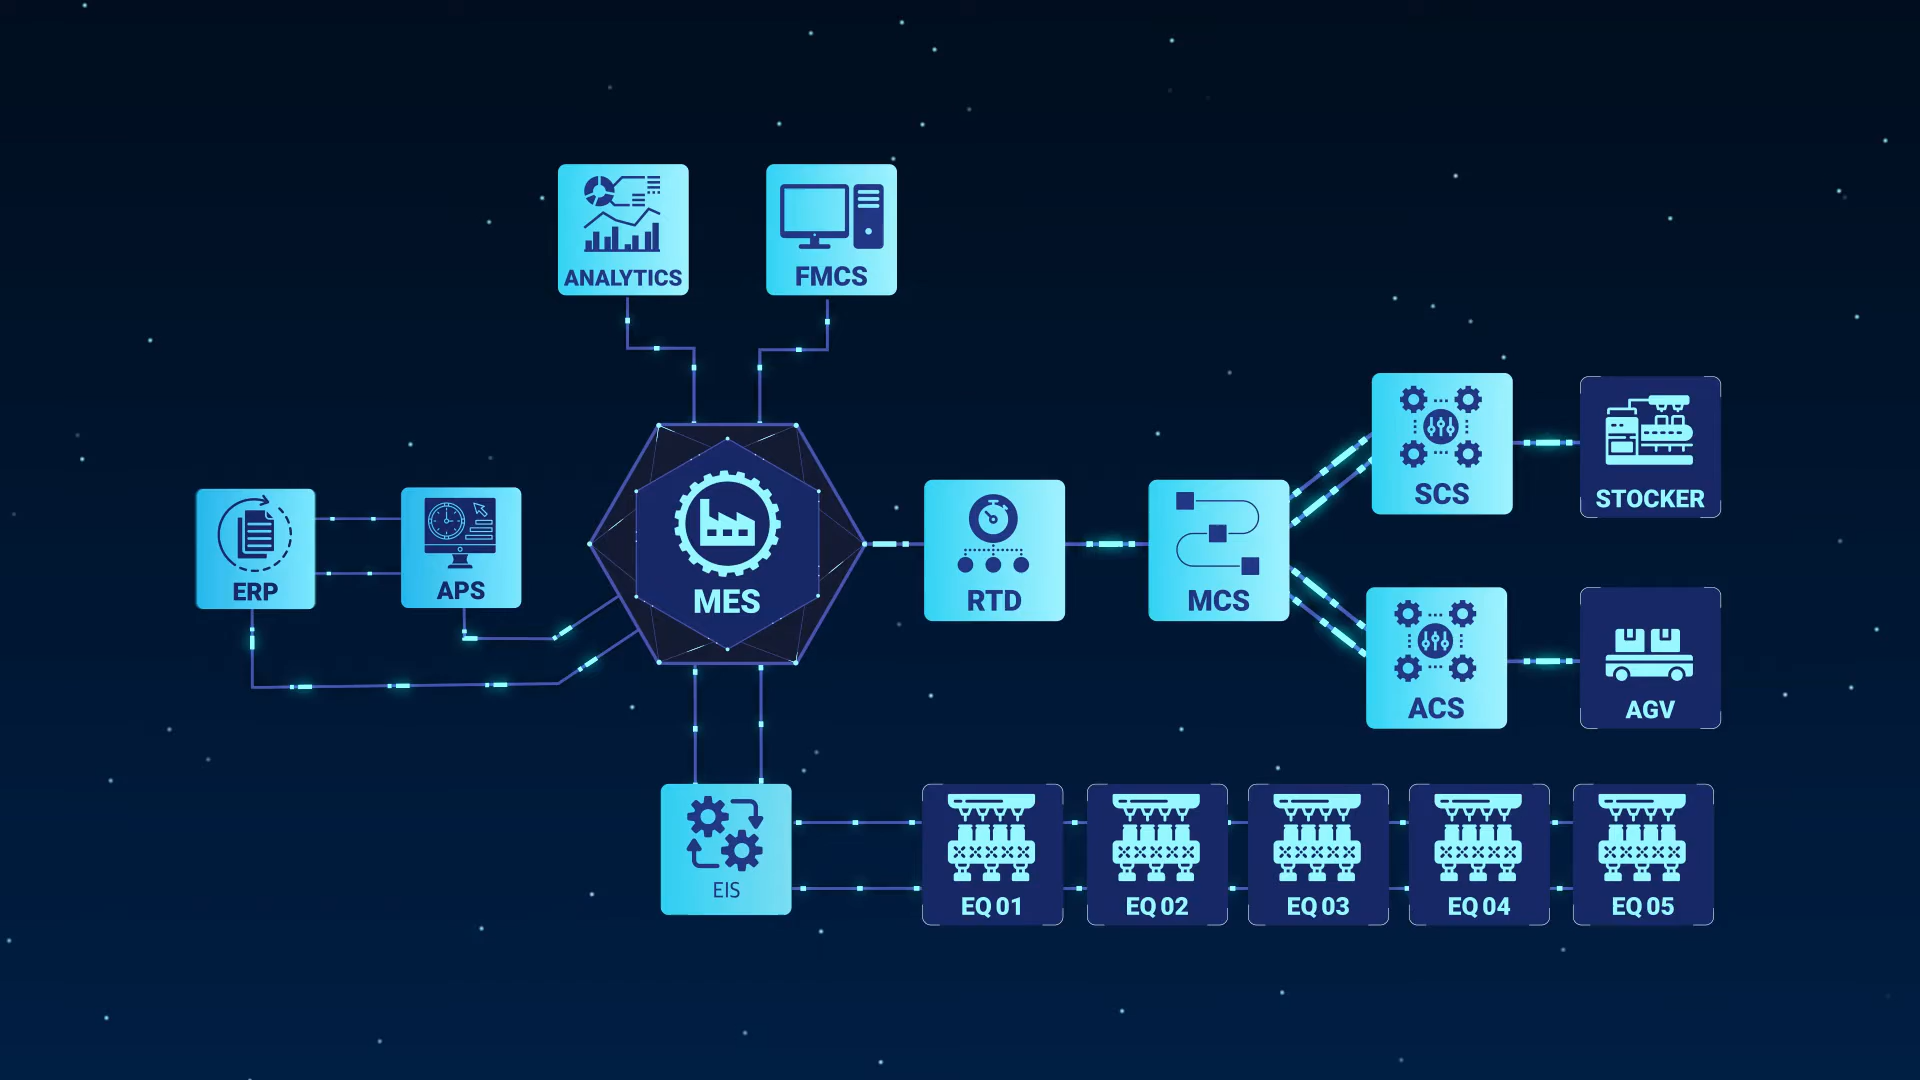 ANALYTICS
FMCS
ERP
APS
MES
RTD
MCS
SCS
STOCKER
ACS
AGV
EIS
EQ 01
EQ 02
EQ 03
EQ 04
EQ 05